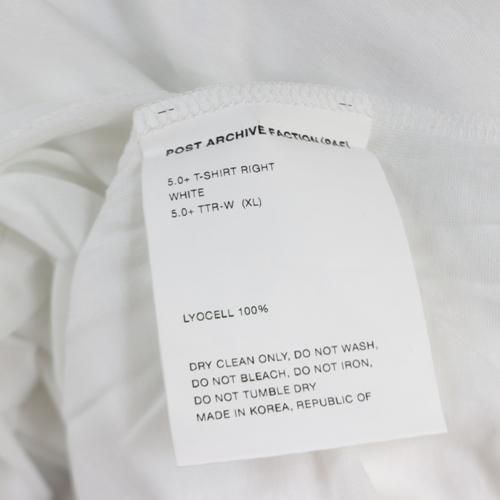 POST ARCHIVE FACTION (PAF)
5.0+ T-SHIRT RIGHT
WHITE
5.0+ TTR-W (XL)
LYOCELL 100%
DRY CLEAN ONLY, DO NOT WASH,
DO NOT BLEACH, DO NOT IRON,
DO NOT TUMBLE DRY
MADE IN KOREA, REPUBLIC OF